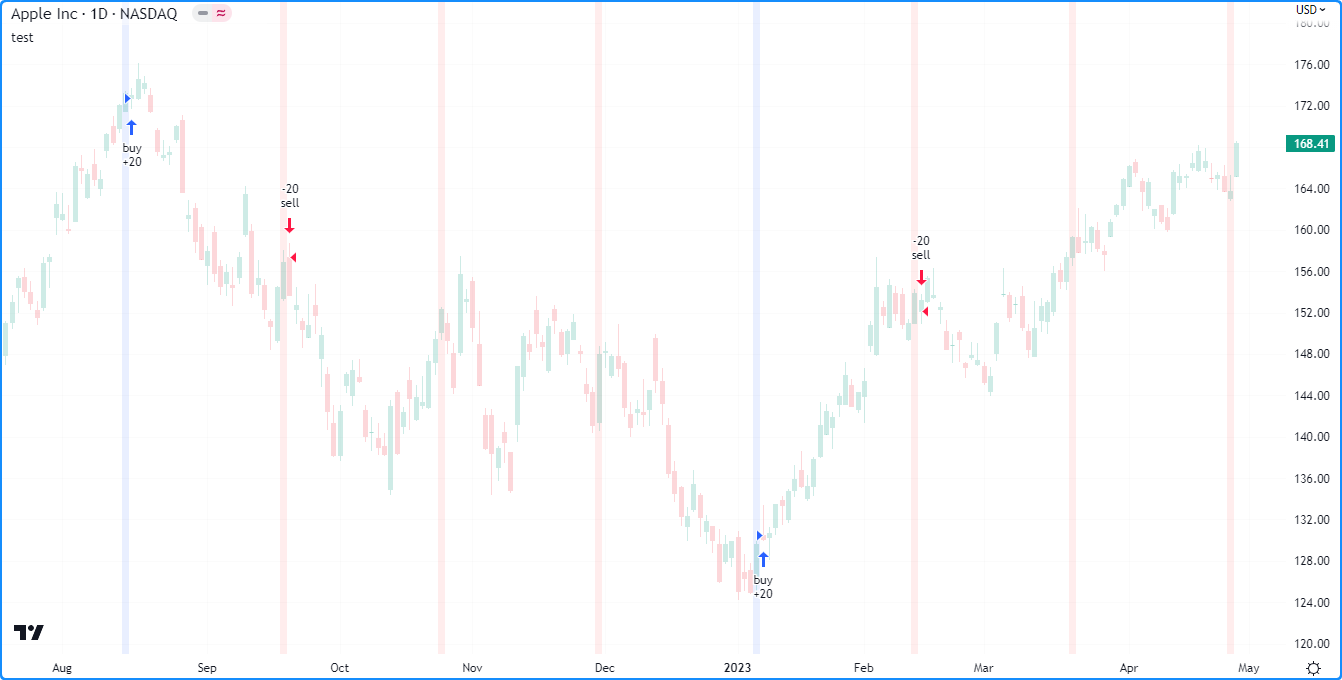 Apple Inc · 1D · NASDAQ
USD
test
180.00
176.00
172.00
168.41
164.00
160.00
156.00
152.00
148.00
144.00
140.00
136.00
132.00
128.00
124.00
120.00
buy
+20
-20
sell
-20
sell
buy
+20
Aug Sep Oct Nov Dec 2023 Feb Mar Apr May